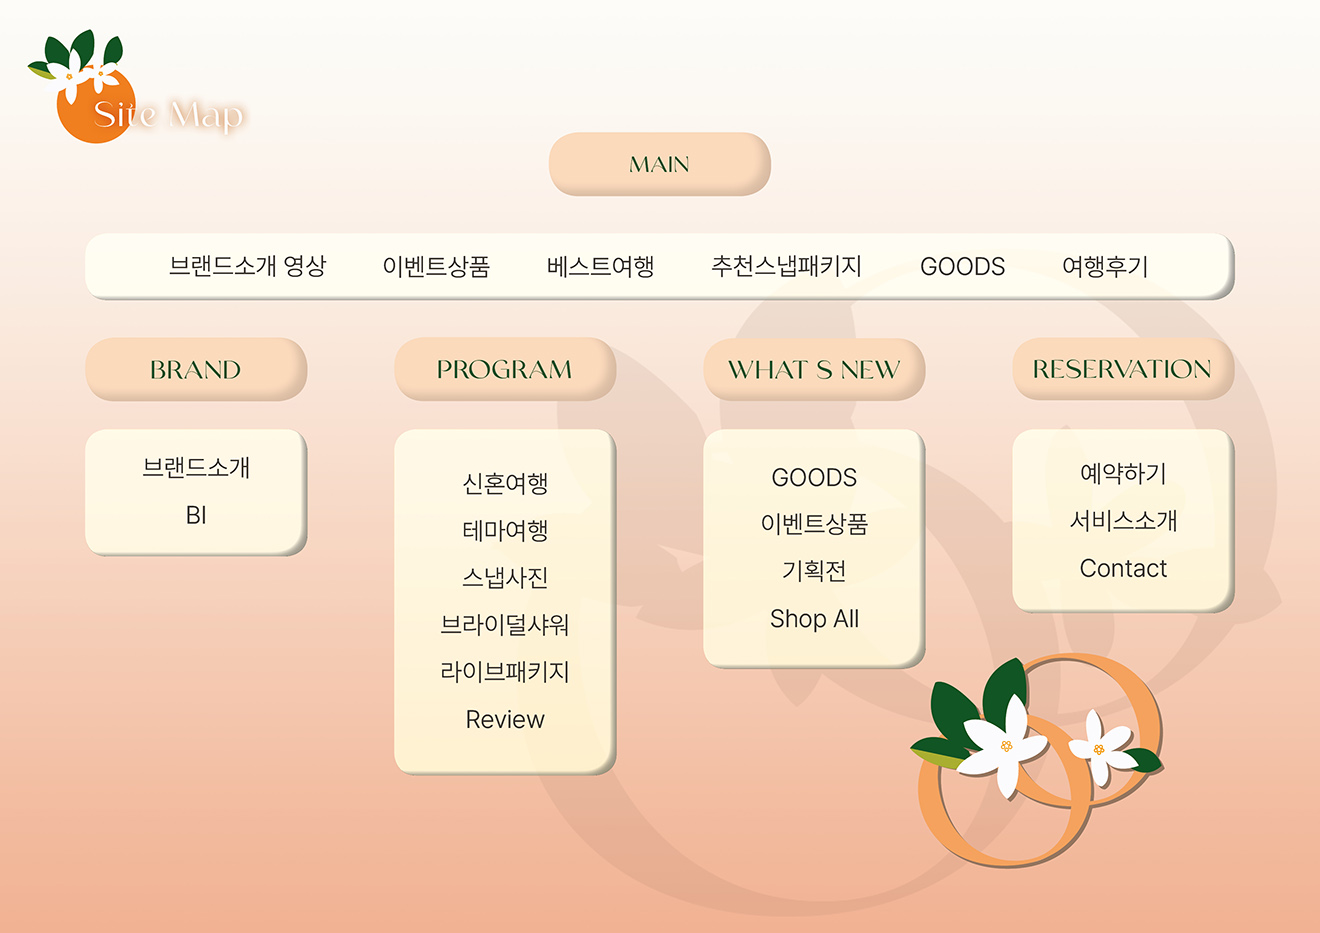 Site Map
MAIN
브랜드소개 영상 이벤트상품 베스트여행 추천스냅패키지 GOODS 여행후기
BRAND
브랜드소개
BI
PROGRAM
신혼여행
테마여행
스냅사진
브라이덜샤워
라이브패키지
Review
WHAT S NEW
GOODS
이벤트상품
기획전
Shop All
RESERVATION
예약하기
서비스소개
Contact